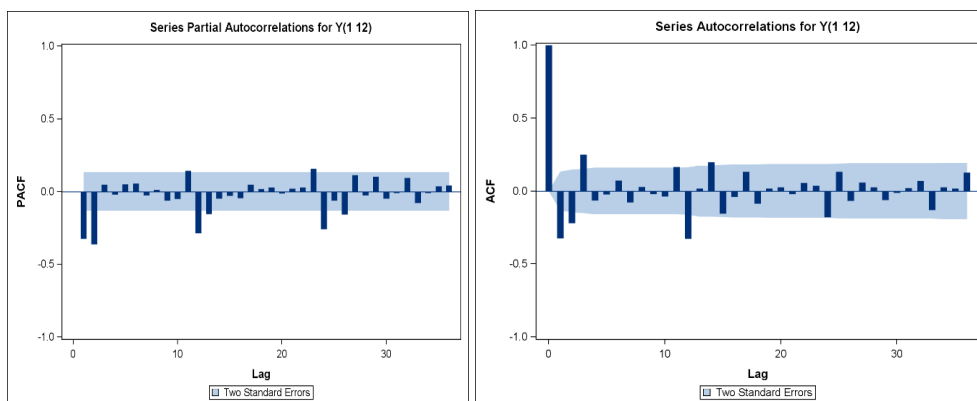 Series Partial Autocorrelations for Y(1 12)
1.0
0.5
0.0
-0.5
-1.0
PACF
0 10 20 30
Lag
Two Standard Errors
Series Autocorrelations for Y(1 12)
1.0
0.5
0.0
-0.5
-1.0
ACF
0 10 20 30
Lag
Two Standard Errors